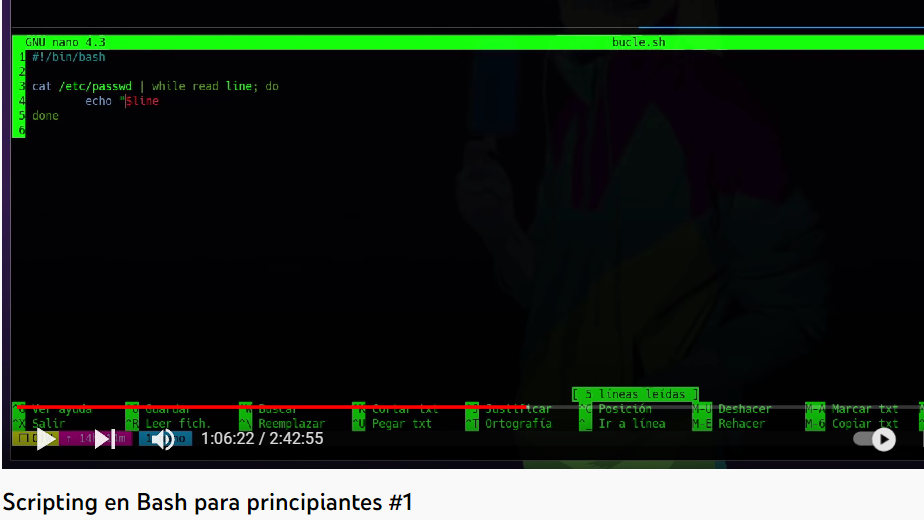 GNU nano 4.3 bucle.sh
1 #!/bin/bash
2
3 cat /etc/passwd | while read line; do
4 echo "$line
5 done
6
[ 5 líneas leídas ]
Ver ayuda ^O Guardar ^W Buscar ^K Cortar txt ^J Justificar ^C Posición M-U Deshacer M-A Marcar txt
^X Salir ^R Leer fich. ^\ Reemplazar ^U Pegar txt ^T Ortografía ^_ Ir a línea M-E Rehacer M-6 Copiar txt
1:06:22 / 2:42:55
Scripting en Bash para principiantes #1